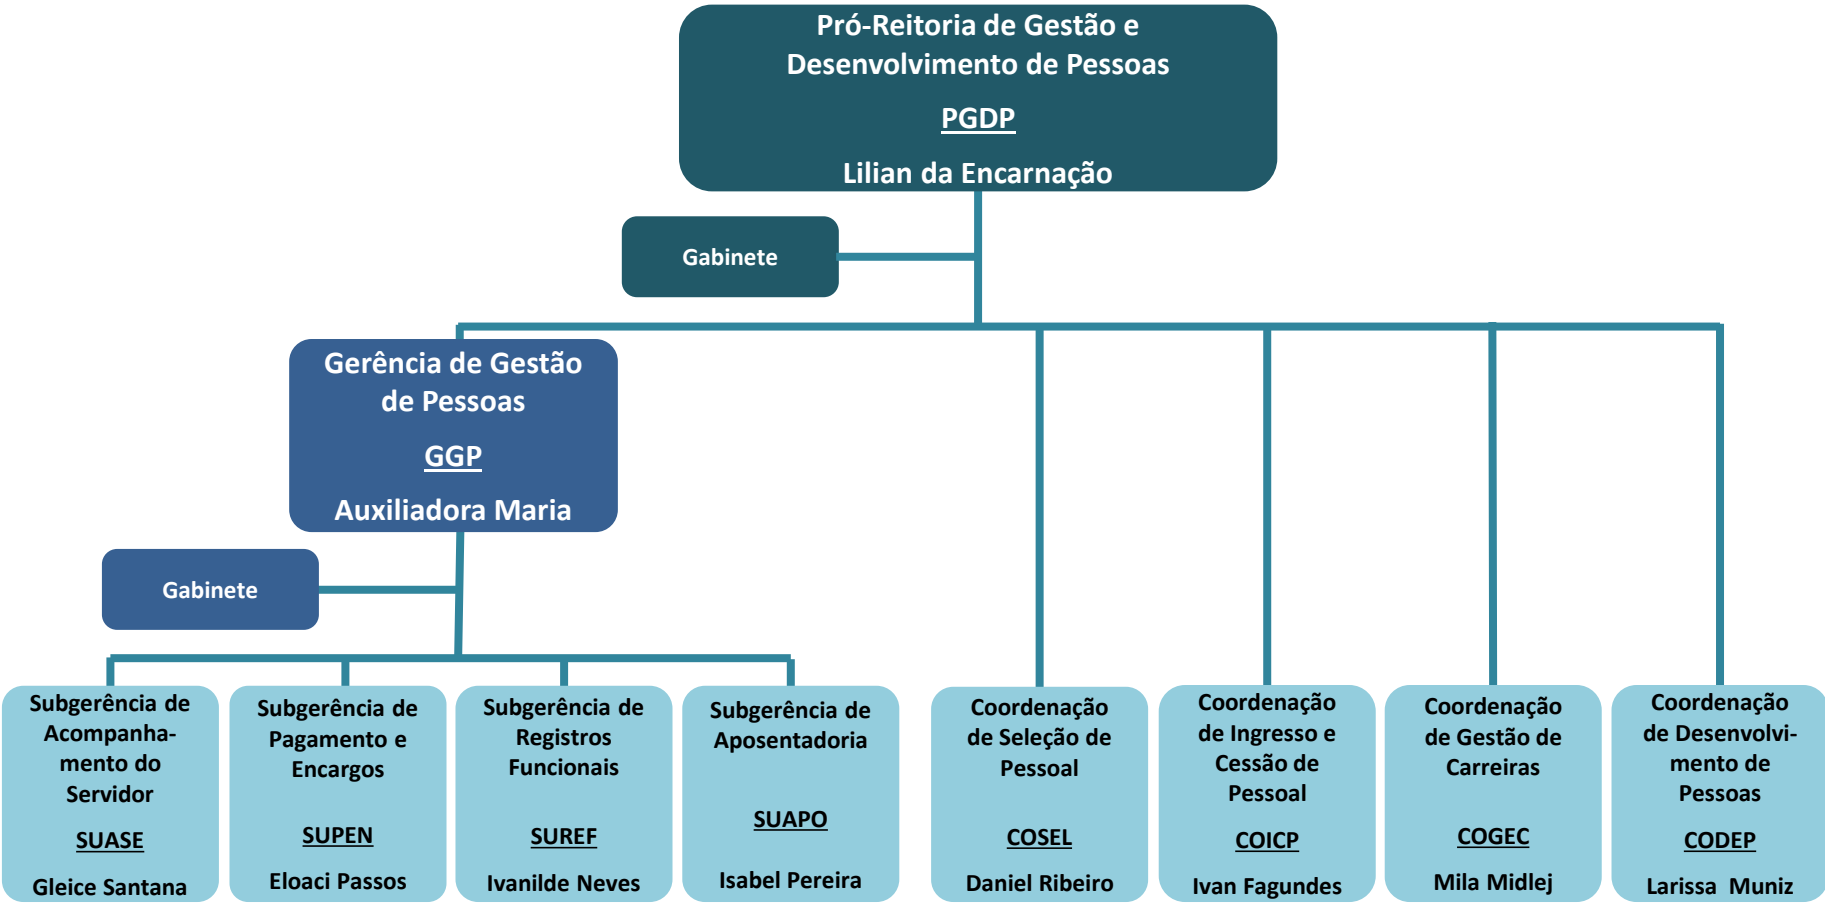 Pró-Reitoria de Gestão e
Desenvolvimento de Pessoas
PGDP
Lilian da Encarnação
Gabinete
Gerência de Gestão
de Pessoas
GGP
Auxiliadora Maria
Gabinete
Subgerência de
Acompanha-
mento do
Servidor
SUASE
Gleice Santana
Subgerência de
Pagamento e
Encargos
SUPEN
Eloaci Passos
Subgerência de
Registros
Funcionais
SUREF
Ivanilde Neves
Subgerência de
Aposentadoria
SUAPO
Isabel Pereira
Coordenação
de Seleção de
Pessoal
COSEL
Daniel Ribeiro
Coordenação
de Ingresso e
Cessão de
Pessoal
COICP
Ivan Fagundes
Coordenação
de Gestão de
Carreiras
COGEC
Mila Midlej
Coordenação
de Desenvolvi-
mento de
Pessoas
CODEP
Larissa Muniz